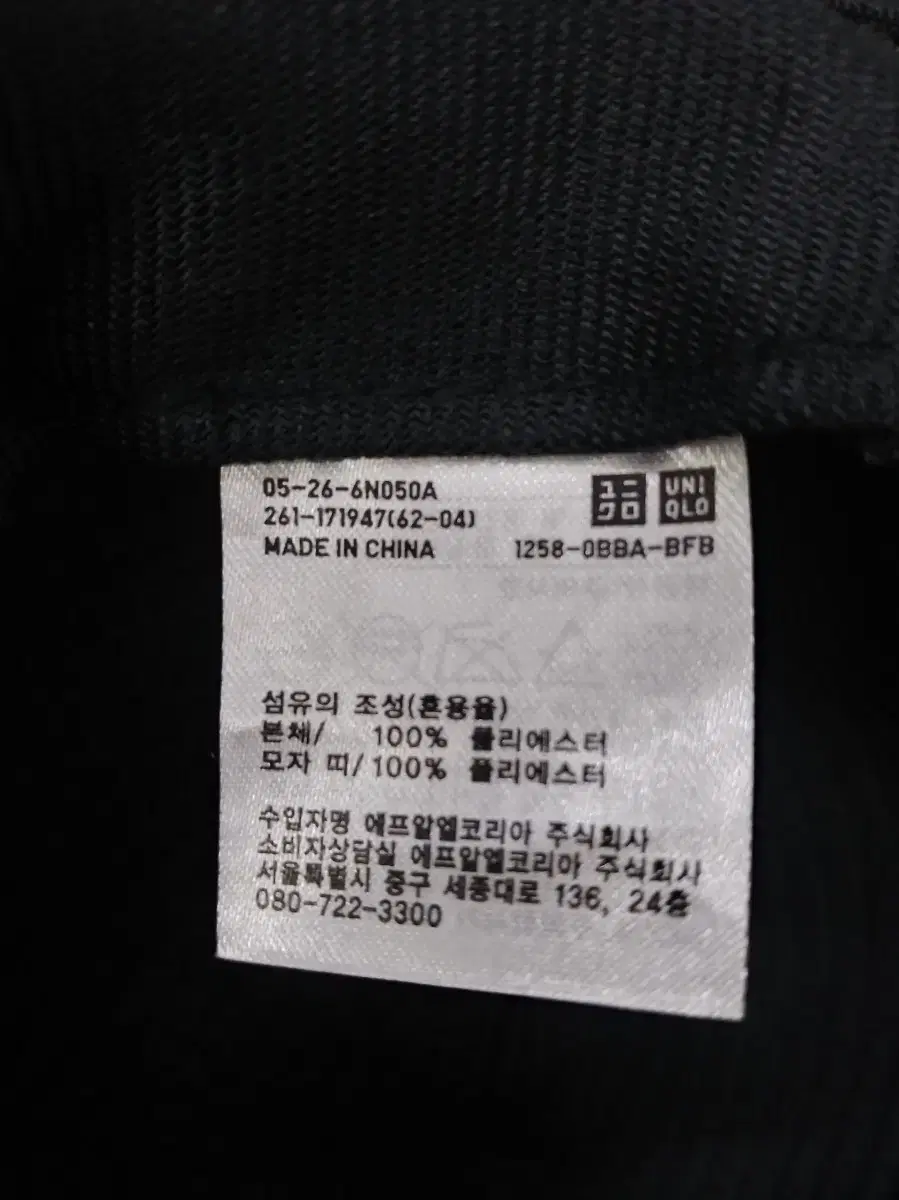 05-26-6N050A
261-171947(62-04)
MADE IN CHINA
ユニ
クロ
UNI
QLO
1258-0BBA-BFB
섬유의 조성(혼용율)
본체/ 100% 폴리에스터
모자 띠/100% 폴리에스터
수입자명 에프알엘코리아 주식회사
소비자상담실 에프알엘코리아 주식회사
서울특별시 중구 세종대로 136, 24층
080-722-3300